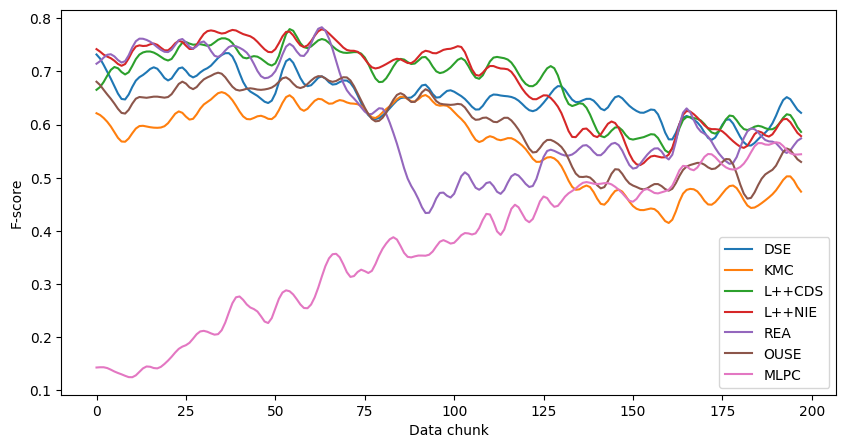 0.8
0.7
0.6
0.5
0.4
0.3
0.2
0.1
F-score
0 25 50 75 100 125 150 175 200
Data chunk
DSE
KMC
L++CDS
L++NIE
REA
OUSE
MLPC